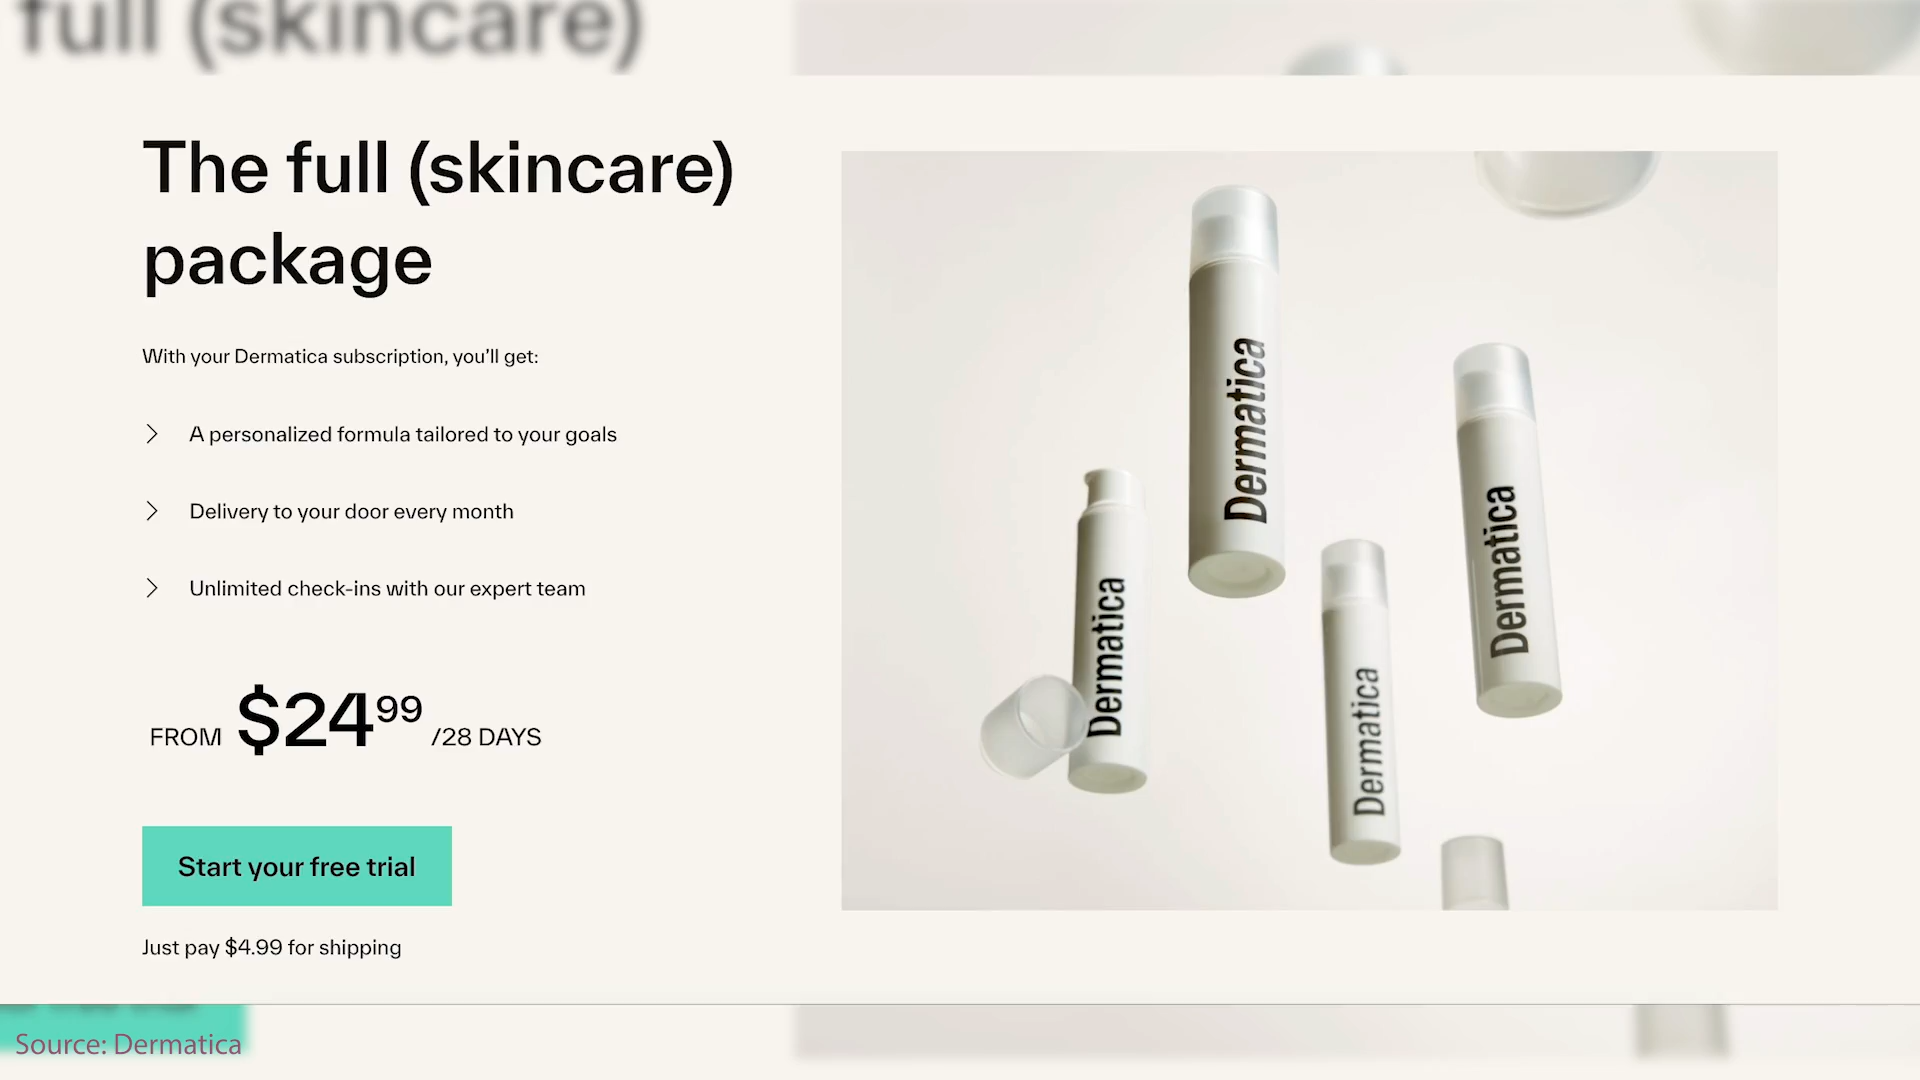 full (skincare)
The full (skincare)
package
With your Dermatica subscription, you'll get:
A personalized formula tailored to your goals
Delivery to your door every month
Unlimited check-ins with our expert team
FROM $24.99 /28 DAYS
Start your free trial
Just pay $4.99 for shipping
Dermatica
Dermatica
Dermatica
Dermatica
Source: Dermatica